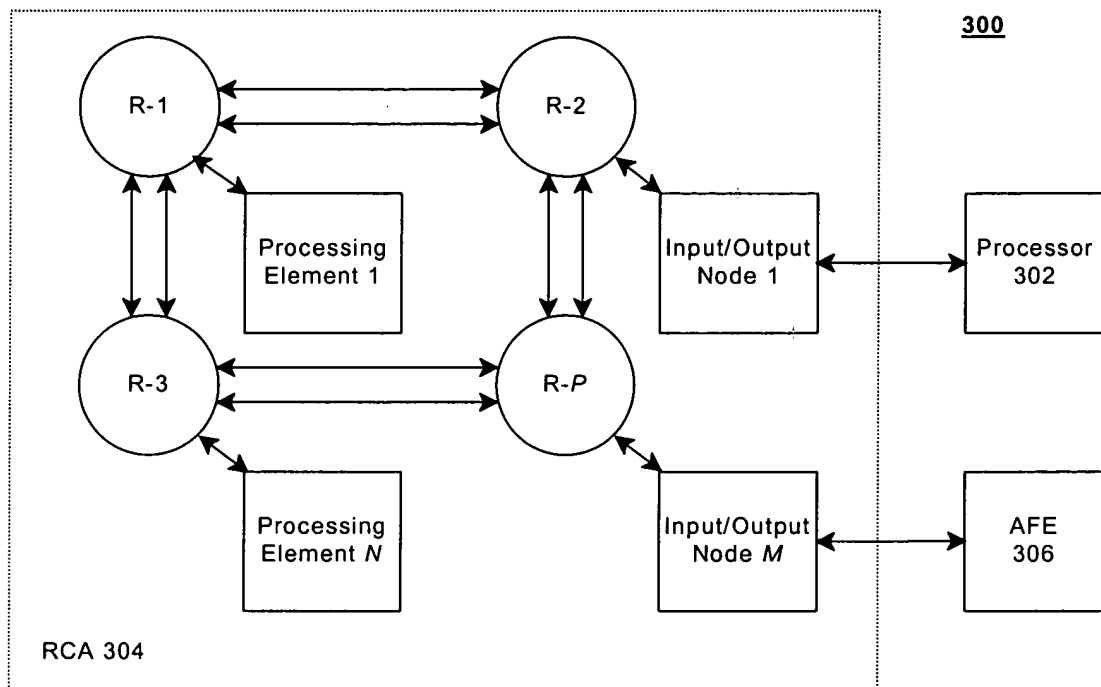 300
R-1
R-2
Processing
Element 1
Input/Output
Node 1
Processor
302
R-3
R-P
Processing
Element N
Input/Output
Node M
AFE
306
RCA 304